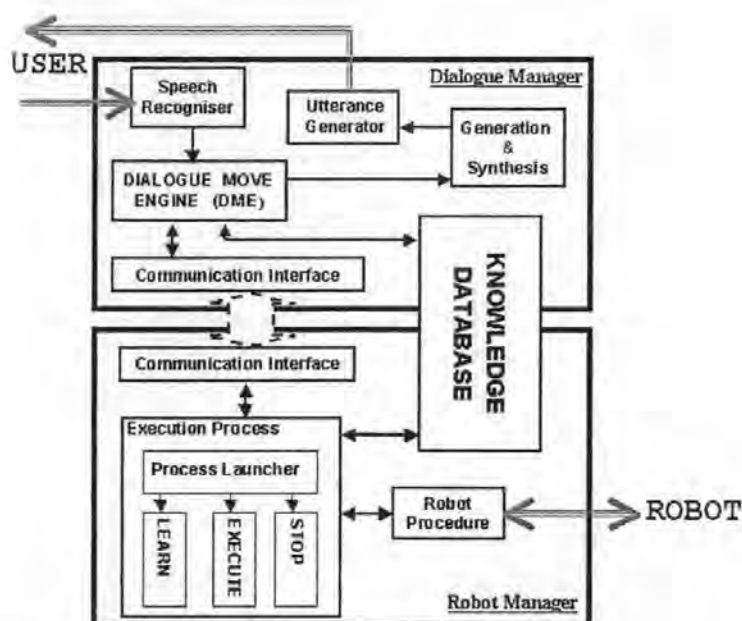 USER
Dialogue Manager
Speech
Recogniser
Utterance
Generator
Generation
&
Synthesis
DIALOGUE MOVE
ENGINE (DME)
Communication Interface
KNOWLEDGE
DATABASE
Communication Interface
Execution Process
Process Launcher
LEARN
EXECUTE
STOP
Robot
Procedure
ROBOT
Robot Manager